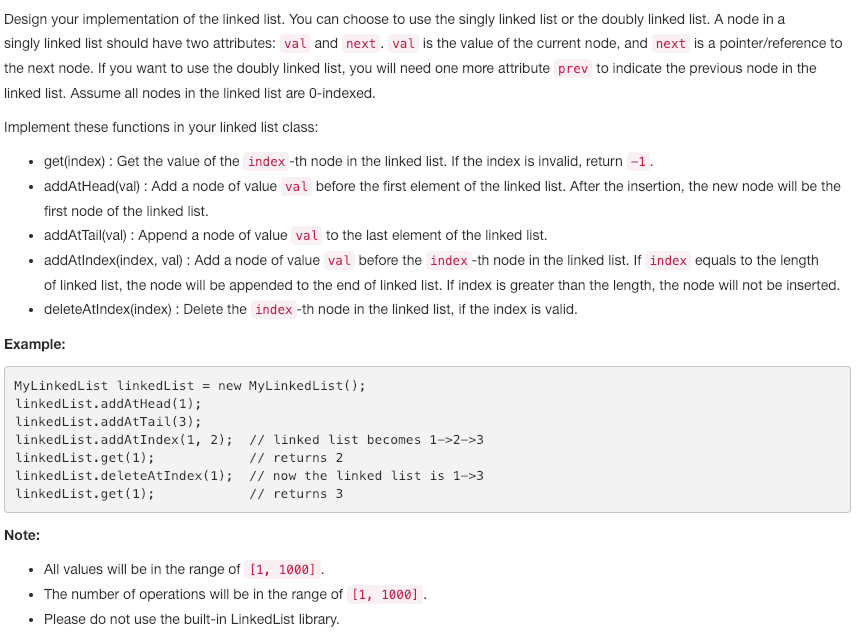 Design your implementation of the linked list. You can choose to use the singly linked list or the doubly linked list. A node in a
singly linked list should have two attributes: val and next. val is the value of the current node, and next is a pointer/reference to
the next node. If you want to use the doubly linked list, you will need one more attribute prev to indicate the previous node in the
linked list. Assume all nodes in the linked list are 0-indexed.
Implement these functions in your linked list class:
• get(index) : Get the value of the index -th node in the linked list. If the index is invalid, return -1.
• addAtHead(val) : Add a node of value val before the first element of the linked list. After the insertion, the new node will be the
first node of the linked list.
• addAtTail(val) : Append a node of value val to the last element of the linked list.
• addAtIndex(index, val) : Add a node of value val before the index -th node in the linked list. If index equals to the length
of linked list, the node will be appended to the end of linked list. If index is greater than the length, the node will not be inserted.
• deleteAtIndex(index) : Delete the index -th node in the linked list, if the index is valid.
Example:
MyLinkedList linkedList = new MyLinkedList();
linkedList.addAtHead(1);
linkedList.addAtTail(3);
linkedList.addAtIndex(1, 2);  // linked list becomes 1->2->3
linkedList.get(1);            // returns 2
linkedList.deleteAtIndex(1);  // now the linked list is 1->3
linkedList.get(1);            // returns 3
Note:
• All values will be in the range of [1, 1000].
• The number of operations will be in the range of [1, 1000].
• Please do not use the built-in LinkedList library.